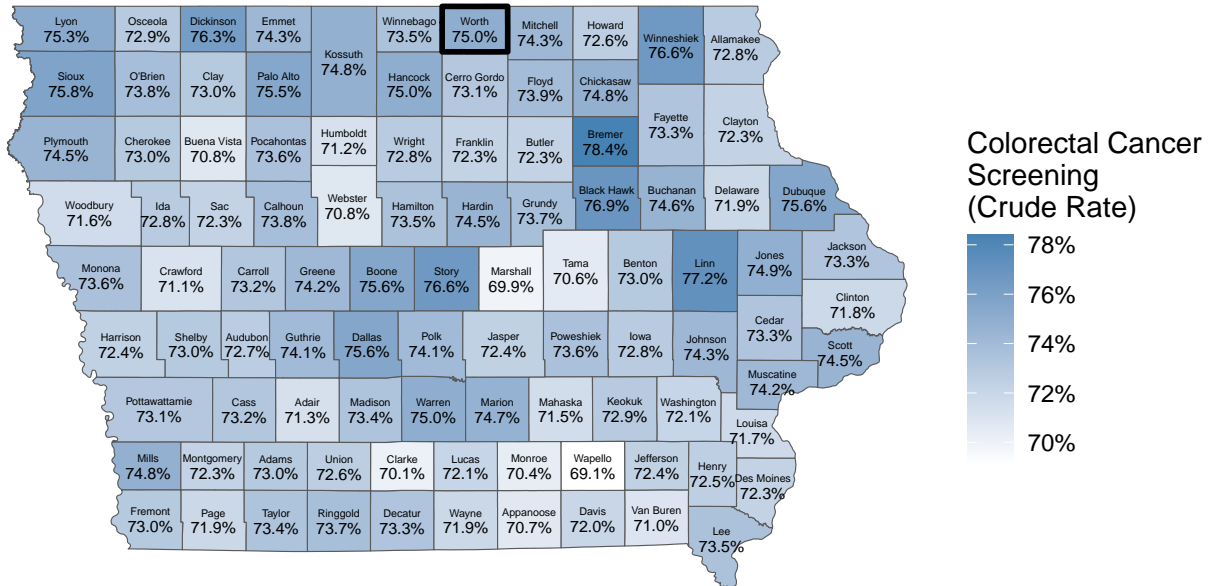 Lyon Osceola Dickinson Emmet Winnebago Worth Mitchell Howard Winneshiek Allamakee
75.3% 72.9% 76.3% 74.3% 73.5% 75.0% 74.3% 72.6% 76.6% 72.8%
Kossuth
74.8%
Sioux O'Brien Clay Palo Alto Hancock Cerro Gordo Floyd Chickasaw
75.8% 73.8% 73.0% 75.5% 75.0% 73.1% 73.9% 74.8%
Fayette Clayton
73.3% 72.3%
Plymouth Cherokee Buena Vista Pocahontas Humboldt Wright Franklin Butler Bremer
74.5% 73.0% 70.8% 73.6% 71.2% 72.8% 72.3% 72.3% 78.4%
Woodbury Ida Sac Calhoun Webster Hamilton Hardin Grundy Black Hawk Buchanan Delaware Dubuque
71.6% 72.8% 72.3% 73.8% 70.8% 73.5% 74.5% 73.7% 76.9% 74.6% 71.9% 75.6%
Monona Crawford Carroll Greene Boone Story Marshall Tama Benton Linn Jones Jackson
73.6% 71.1% 73.2% 74.2% 75.6% 76.6% 69.9% 70.6% 73.0% 77.2% 74.9% 73.3%
Clinton
71.8%
Harrison Shelby Audubon Guthrie Dallas Polk Jasper Poweshiek Iowa Johnson Cedar Scott
72.4% 73.0% 72.7% 74.1% 75.6% 74.1% 72.4% 73.6% 72.8% 74.3% 73.3% 74.5%
Muscatine
74.2%
Pottawattamie Cass Adair Madison Warren Marion Mahaska Keokuk Washington Louisa
73.1% 73.2% 71.3% 73.4% 75.0% 74.7% 71.5% 72.9% 72.1% 71.7%
Mills Montgomery Adams Union Clarke Lucas Monroe Wapello Jefferson Henry Des Moines
74.8% 72.3% 73.0% 72.6% 70.1% 72.1% 70.4% 69.1% 72.4% 72.5% 72.3%
Fremont Page Taylor Ringgold Decatur Wayne Appanoose Davis Van Buren Lee
73.0% 71.9% 73.4% 73.7% 73.3% 71.9% 70.7% 72.0% 71.0% 73.5%
Colorectal Cancer
Screening
(Crude Rate)
78%
76%
74%
72%
70%